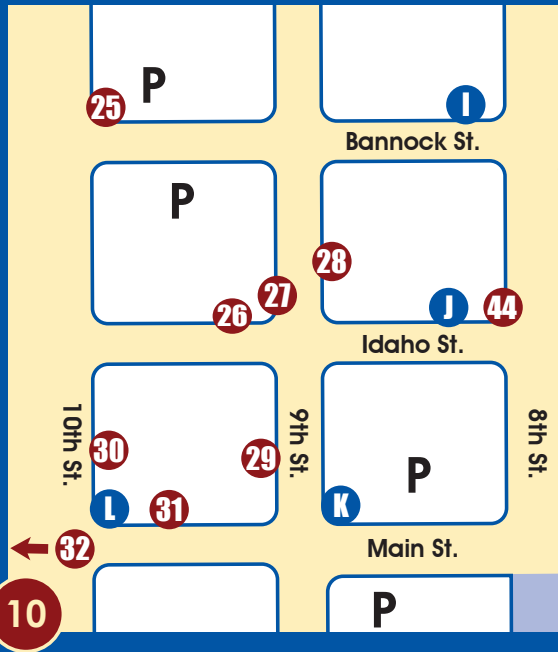 P
25
I
Bannock St.
P
28
27
26
J
44
Idaho St.
10th St.
30
9th St.
29
8th St.
P
L
31
K
32
Main St.
10
P